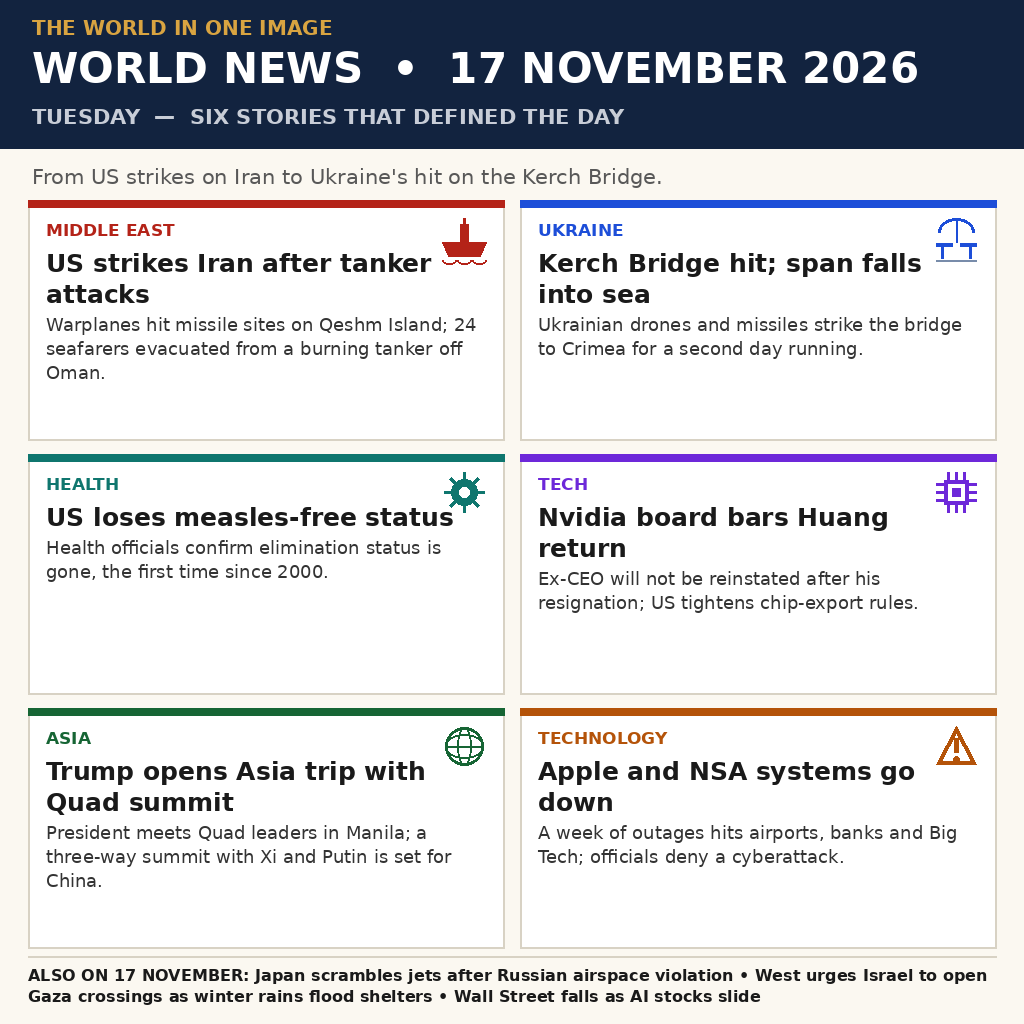 THE WORLD IN ONE IMAGE
WORLD NEWS • 17 NOVEMBER 2026
TUESDAY — SIX STORIES THAT DEFINED THE DAY
From US strikes on Iran to Ukraine's hit on the Kerch Bridge.
MIDDLE EAST
US strikes Iran after tanker
attacks
Warplanes hit missile sites on Qeshm Island; 24
seafarers evacuated from a burning tanker off
Oman.
UKRAINE
Kerch Bridge hit; span falls
into sea
Ukrainian drones and missiles strike the bridge
to Crimea for a second day running.
HEALTH
US loses measles-free status
Health officials confirm elimination status is
gone, the first time since 2000.
TECH
Nvidia board bars Huang
return
Ex-CEO will not be reinstated after his
resignation; US tightens chip-export rules.
ASIA
Trump opens Asia trip with
Quad summit
President meets Quad leaders in Manila; a
three-way summit with Xi and Putin is set for
China.
TECHNOLOGY
Apple and NSA systems go
down
A week of outages hits airports, banks and Big
Tech; officials deny a cyberattack.
ALSO ON 17 NOVEMBER: Japan scrambles jets after Russian airspace violation • West urges Israel to open
Gaza crossings as winter rains flood shelters • Wall Street falls as AI stocks slide